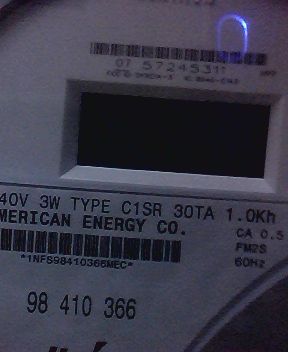 07 57245311
40V 3W TYPE C1SR 30TA 1.0Kh
MERICAN ENERGY CO.
CA 0.5
FM2S
60Hz
*1NFS98410366MEC*
98 410 366